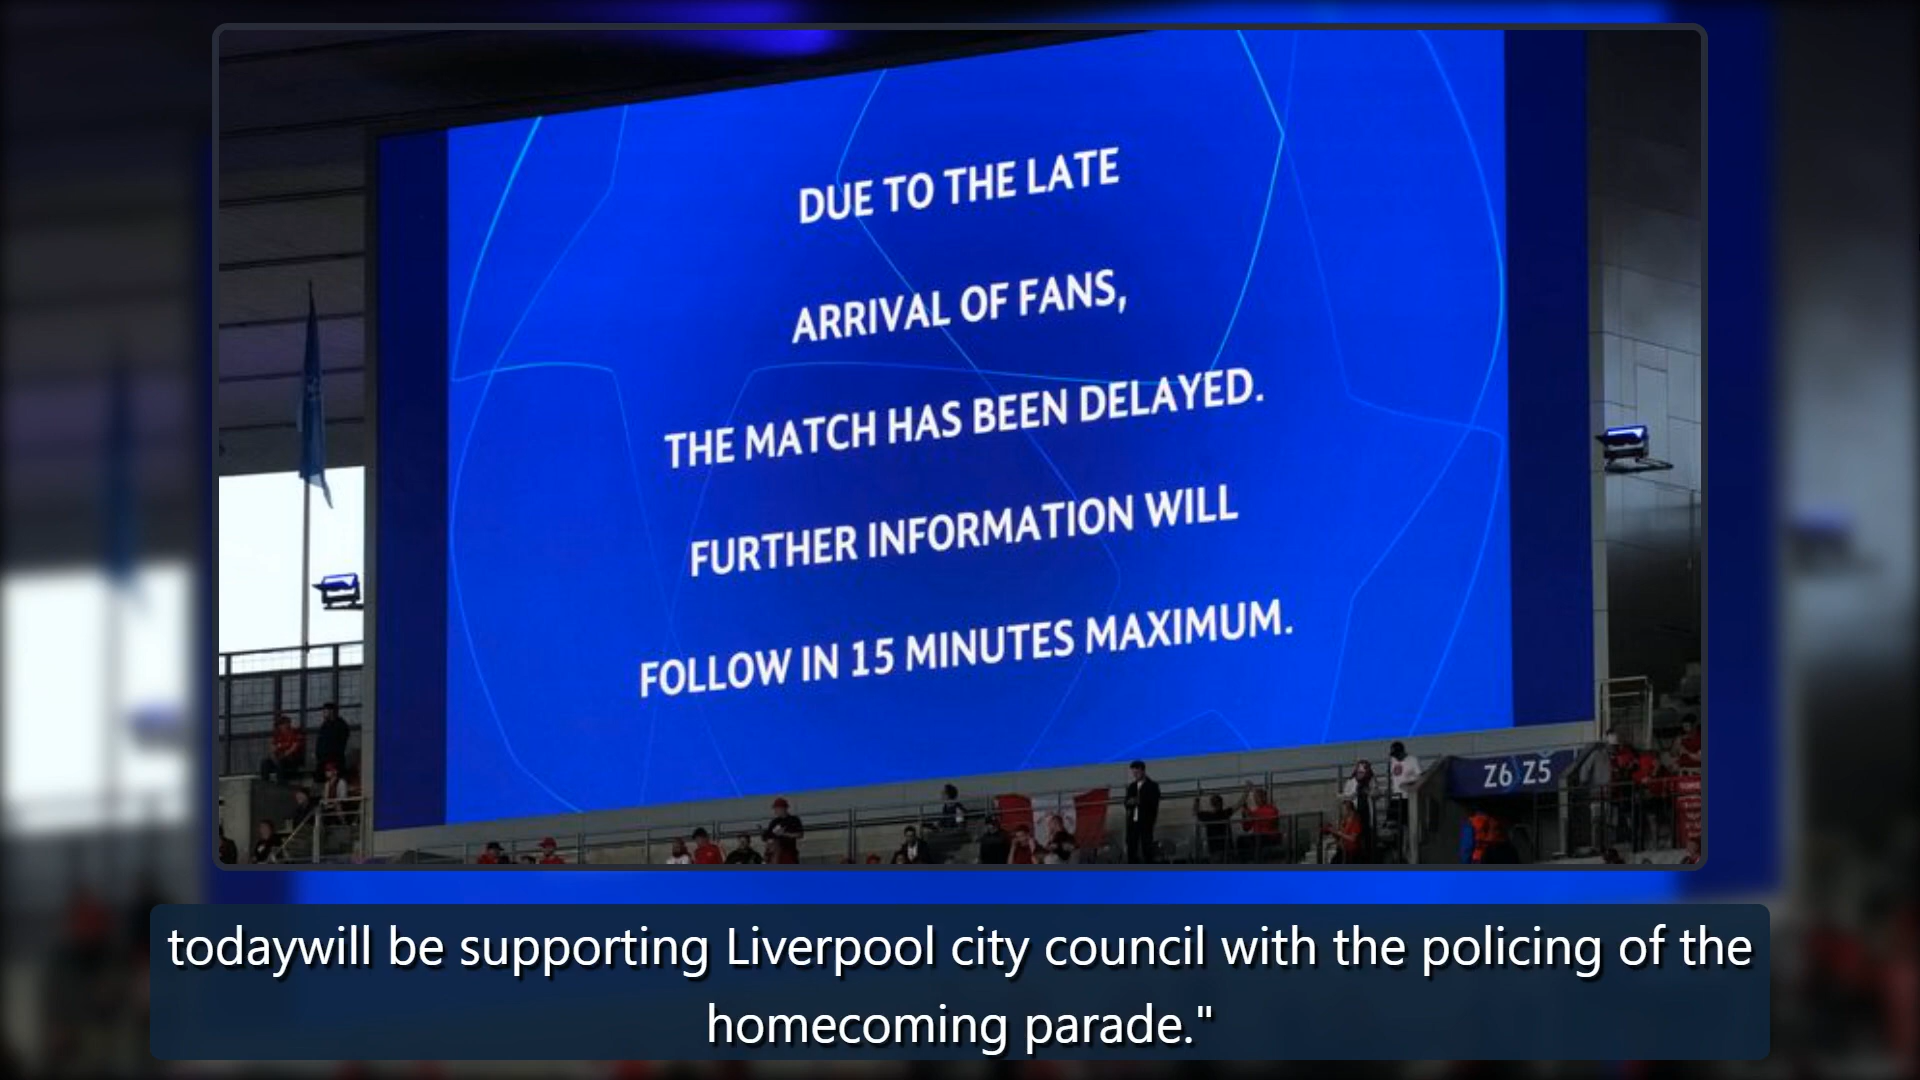 DUE TO THE LATE
ARRIVAL OF FANS,
THE MATCH HAS BEEN DELAYED.
FURTHER INFORMATION WILL
FOLLOW IN 15 MINUTES MAXIMUM.
Z6 Z5
todaywill be supporting Liverpool city council with the policing of the
homecoming parade."